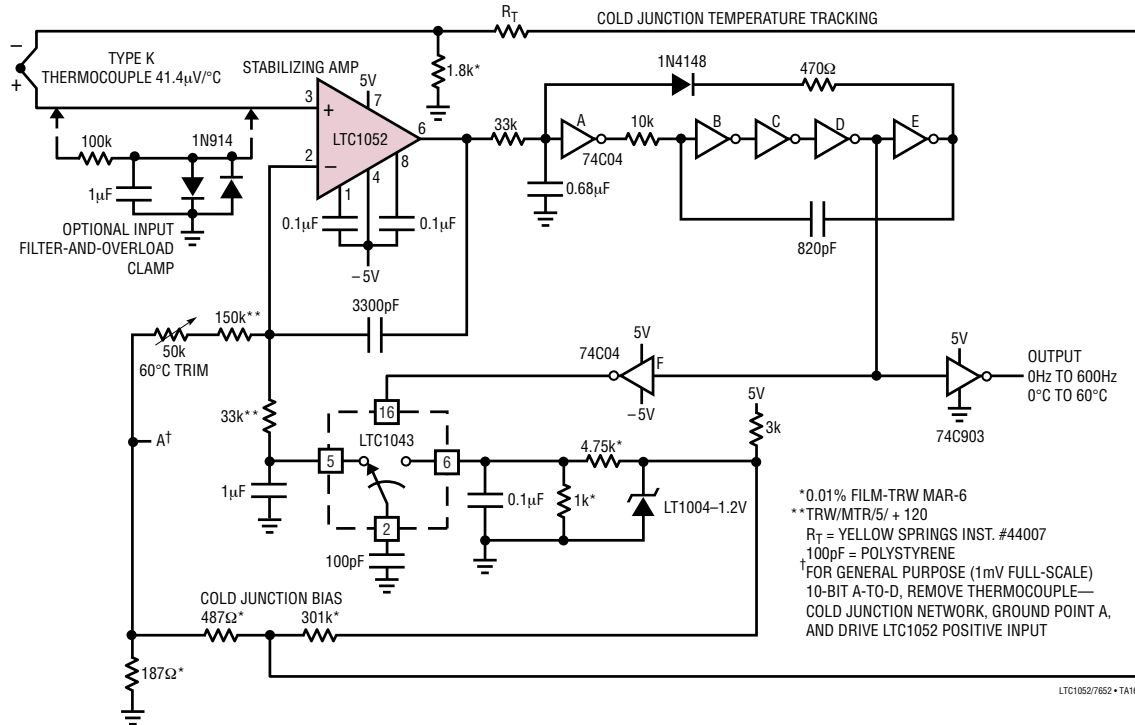 R_T
COLD JUNCTION TEMPERATURE TRACKING
−
+
TYPE K
THERMOCOUPLE 41.4µV/°C
STABILIZING AMP
1.8k*
5V
7
3
+
LTC1052
6
2
−
8
4
1
33k
1N4148
470Ω
A
74C04
10k
B
C
D
E
0.68µF
820pF
100k
1N914
1µF
OPTIONAL INPUT
FILTER-AND-OVERLOAD
CLAMP
0.1µF
0.1µF
−5V
3300pF
150k**
50k
60°C TRIM
33k**
A†
1µF
16
LTC1043
5
6
2
100pF
74C04
5V
F
−5V
5V
74C903
OUTPUT
0Hz TO 600Hz
0°C TO 60°C
5V
3k
4.75k*
0.1µF
1k*
LT1004–1.2V
COLD JUNCTION BIAS
487Ω*
301k*
187Ω*
*0.01% FILM-TRW MAR-6
**TRW/MTR/5/ + 120
R_T = YELLOW SPRINGS INST. #44007
100pF = POLYSTYRENE
†FOR GENERAL PURPOSE (1mV FULL-SCALE)
10-BIT A-TO-D, REMOVE THERMOCOUPLE—
COLD JUNCTION NETWORK, GROUND POINT A,
AND DRIVE LTC1052 POSITIVE INPUT
LTC1052/7652 • TA16